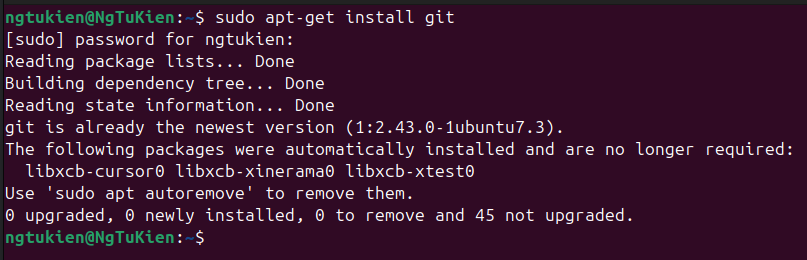 ngtukien@NgTuKien:~$ sudo apt-get install git
[sudo] password for ngtukien:
Reading package lists... Done
Building dependency tree... Done
Reading state information... Done
git is already the newest version (1:2.43.0-1ubuntu7.3).
The following packages were automatically installed and are no longer required:
  libxcb-cursor0 libxcb-xinerama0 libxcb-xtest0
Use 'sudo apt autoremove' to remove them.
0 upgraded, 0 newly installed, 0 to remove and 45 not upgraded.
ngtukien@NgTuKien:~$